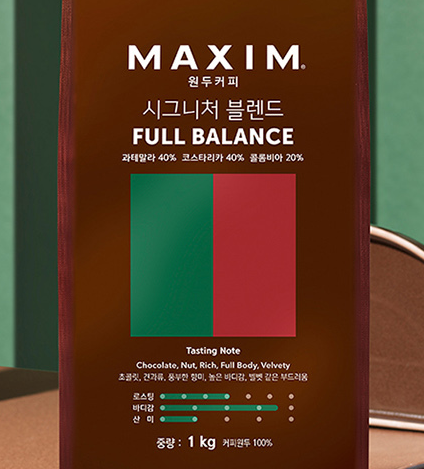 MAXIM®
원두커피
시그니처 블렌드
FULL BALANCE
과테말라 40% 코스타리카 40% 콜롬비아 20%
Tasting Note
Chocolate, Nut, Rich, Full Body, Velvety
초콜릿, 견과류, 풍부한 향미, 높은 바디감, 벨벳 같은 부드러움
로스팅
바디감
산 미
중량 : 1 kg 커피원두 100%